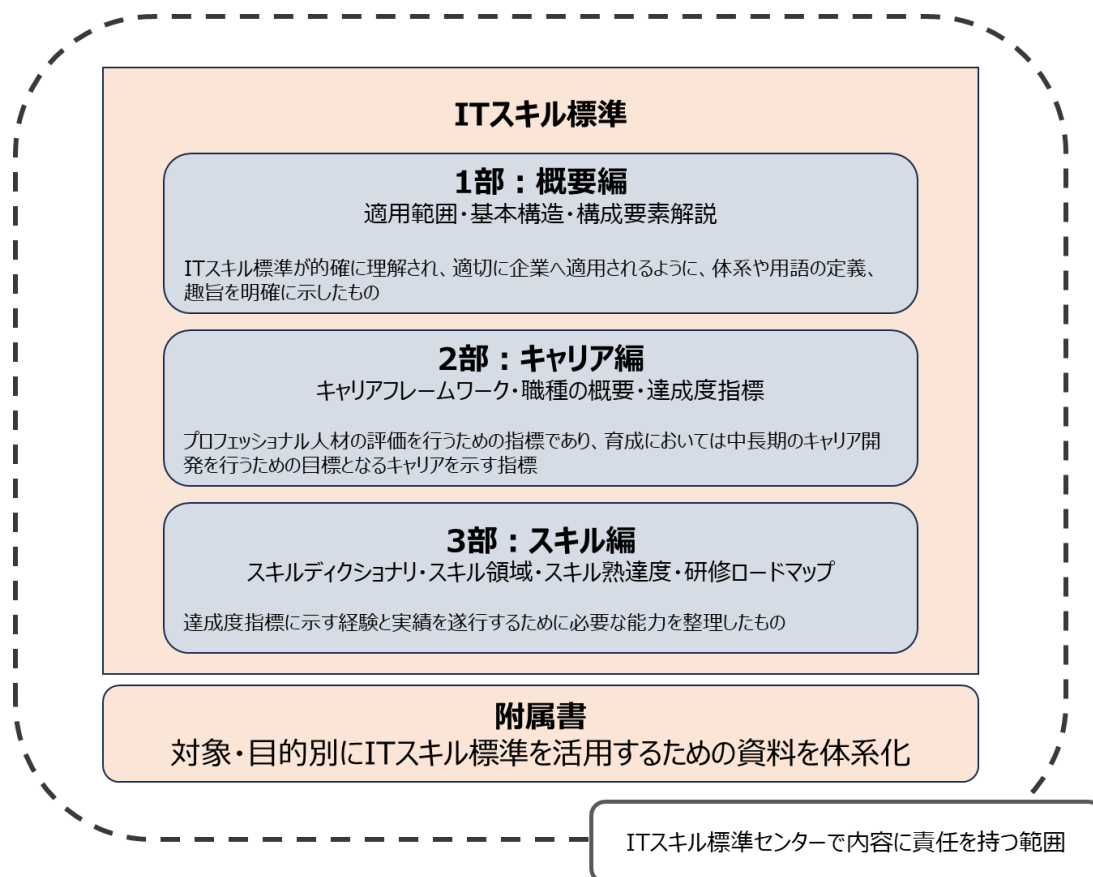 ITスキル標準
1部：概要編
適用範囲・基本構造・構成要素解説
ITスキル標準が的確に理解され、適切に企業へ適用されるように、体系や用語の定義、
趣旨を明確に示したもの
2部：キャリア編
キャリアフレームワーク・職種の概要・達成度指標
プロフェッショナル人材の評価を行うための指標であり、育成においては中長期のキャリア開
発を行うための目標となるキャリアを示す指標
3部：スキル編
スキルディクショナリ・スキル領域・スキル熟達度・研修ロードマップ
達成度指標に示す経験と実績を遂行するために必要な能力を整理したもの
附属書
対象・目的別にITスキル標準を活用するための資料を体系化
ITスキル標準センターで内容に責任を持つ範囲